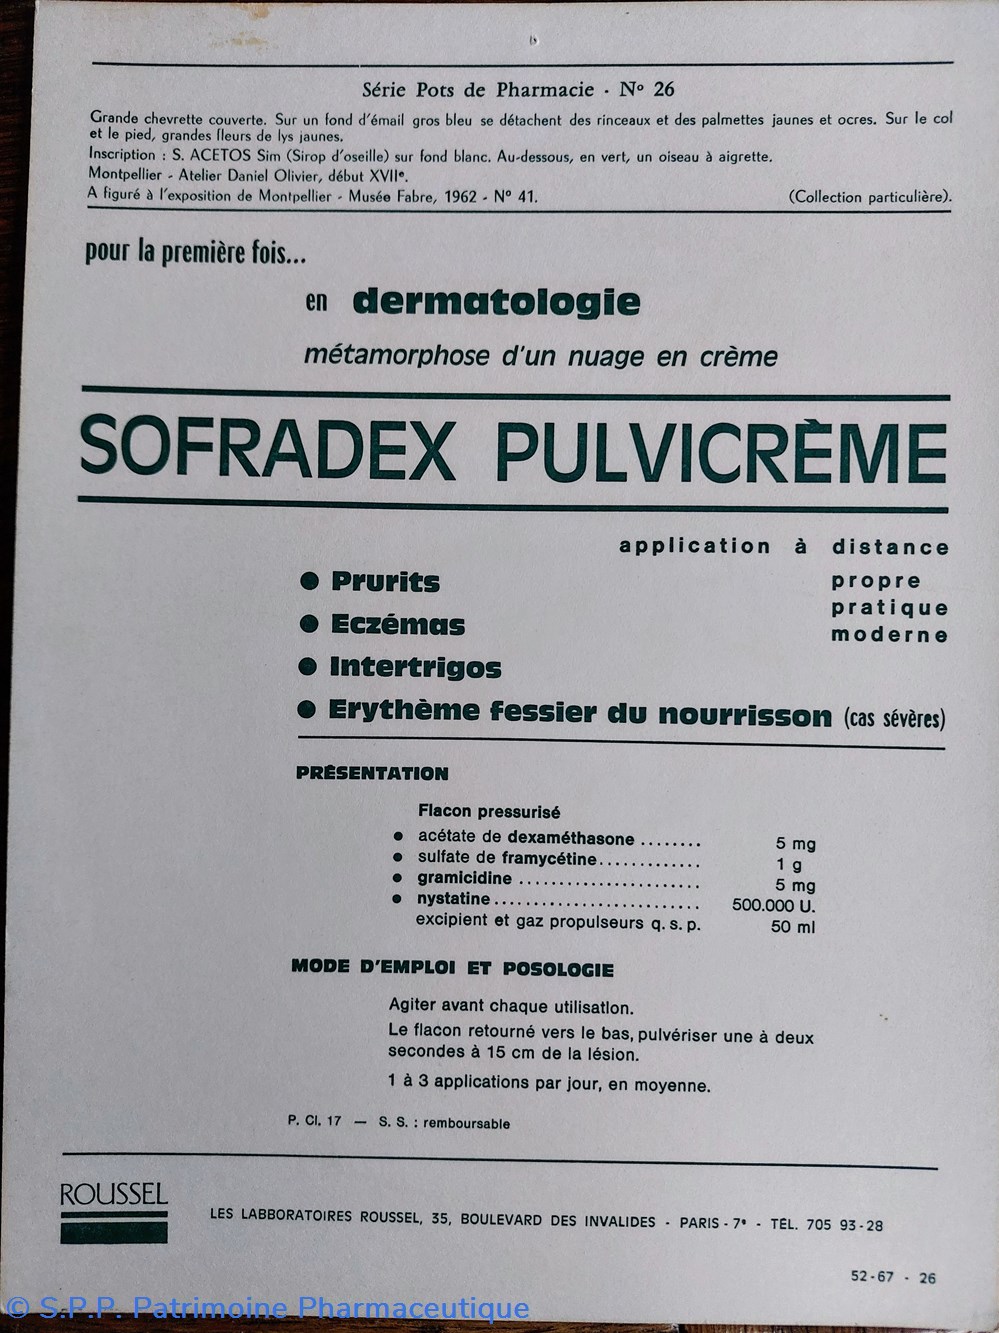 Série Pots de Pharmacie - Nº 26
Grande chevrette couverte. Sur un fond d'émail gros bleu se détachent des rinceaux et des palmettes jaunes et ocres. Sur le col
et le pied, grandes fleurs de lys jaunes.
Inscription : S. ACETOS Sim (Sirop d'oseille) sur fond blanc. Au-dessous, en vert, un oiseau à aigrette.
Montpellier - Atelier Daniel Olivier, début XVIIe.
A figuré à l'exposition de Montpellier - Musée Fabre, 1962 - Nº 41. (Collection particulière).
pour la première fois...
en dermatologie
métamorphose d'un nuage en crème
SOFRADEX PULVICRÈME
application à distance
propre
pratique
moderne
● Prurits
● Eczémas
● Intertrigos
● Erythème fessier du nourrisson (cas sévères)
PRÉSENTATION
Flacon pressurisé
● acétate de dexaméthasone ........ 5 mg
● sulfate de framycétine............. 1 g
● gramicidine ....................... 5 mg
● nystatine.......................... 500.000 U.
excipient et gaz propulseurs q. s. p. 50 ml
MODE D'EMPLOI ET POSOLOGIE
Agiter avant chaque utilisation.
Le flacon retourné vers le bas, pulvériser une à deux
secondes à 15 cm de la lésion.
1 à 3 applications par jour, en moyenne.
P. Cl. 17 — S. S. : remboursable
ROUSSEL
LES LABBORATOIRES ROUSSEL, 35, BOULEVARD DES INVALIDES - PARIS - 7e - TÉL. 705 93-28
52-67 - 26
© S.P.P. Patrimoine Pharmaceutique